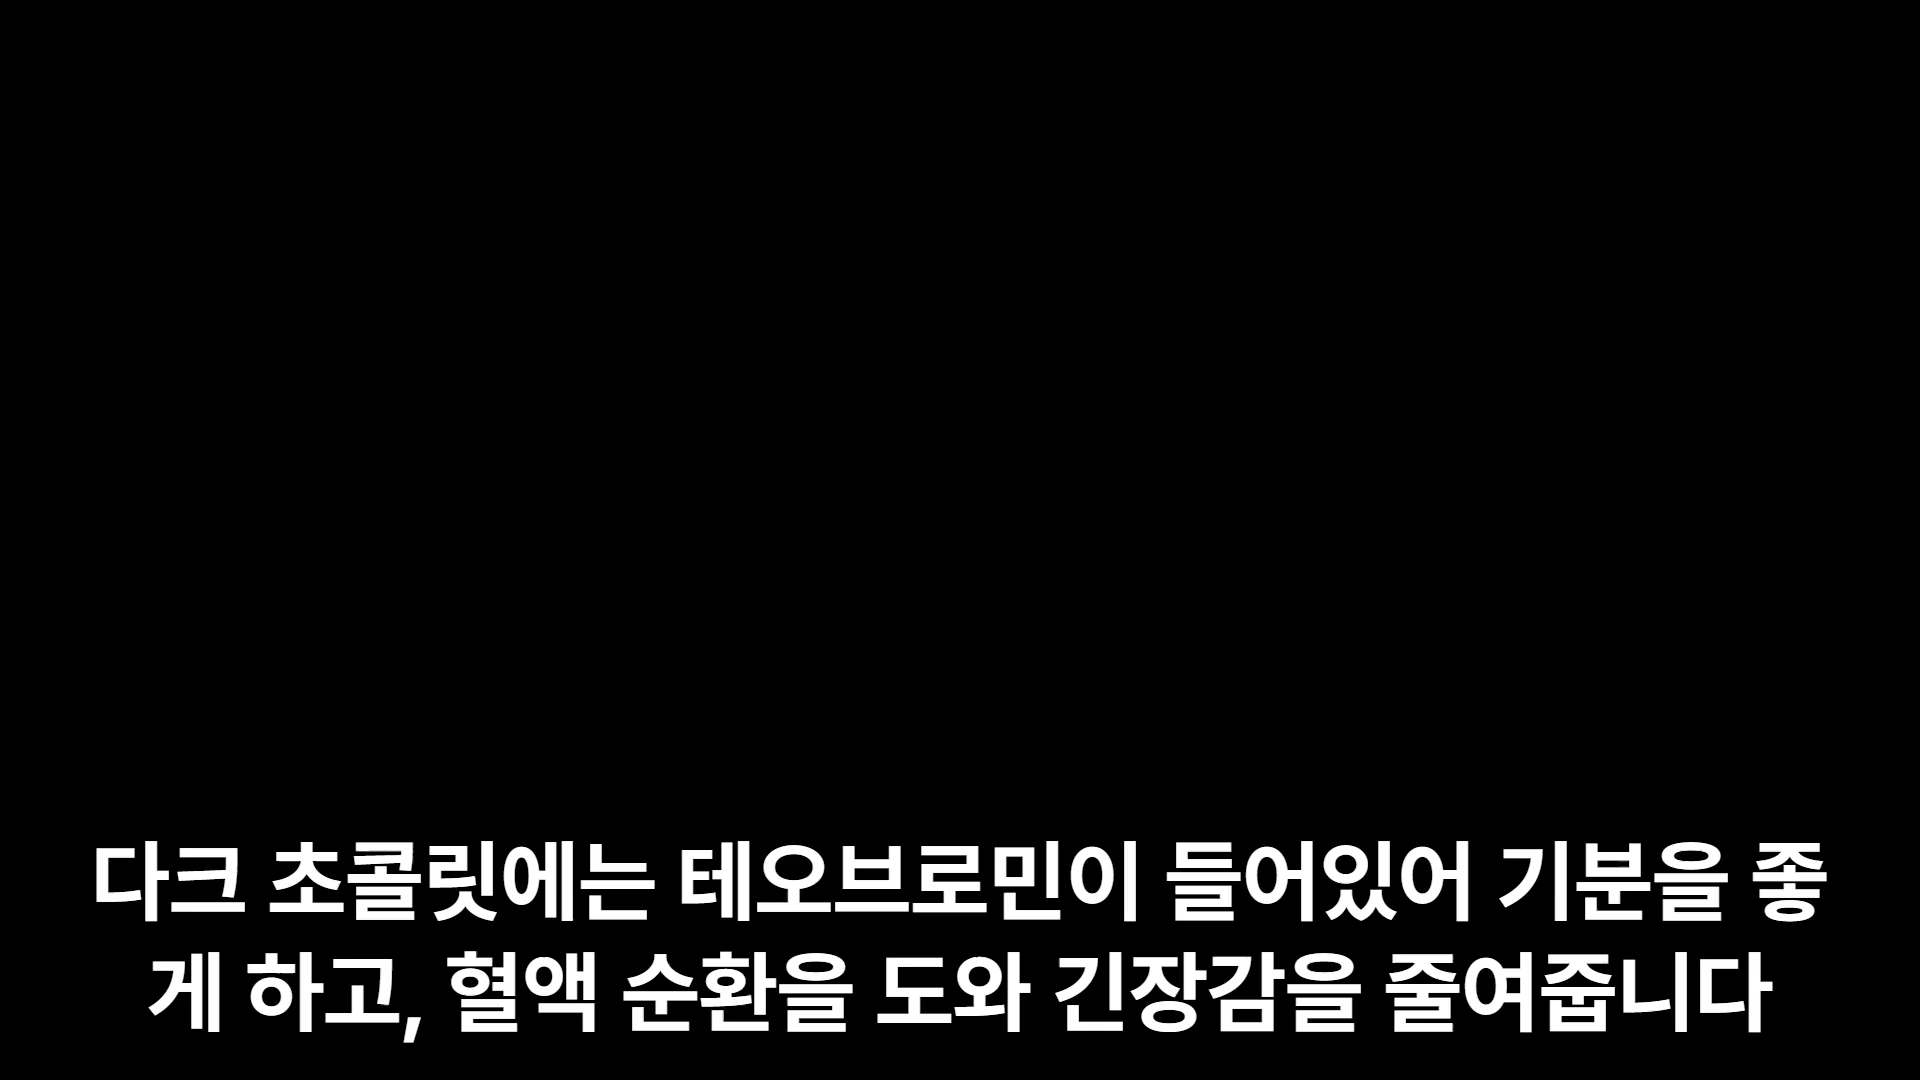 다크 초콜릿에는 테오브로민이 들어있어 기분을 좋
게 하고, 혈액 순환을 도와 긴장감을 줄여줍니다